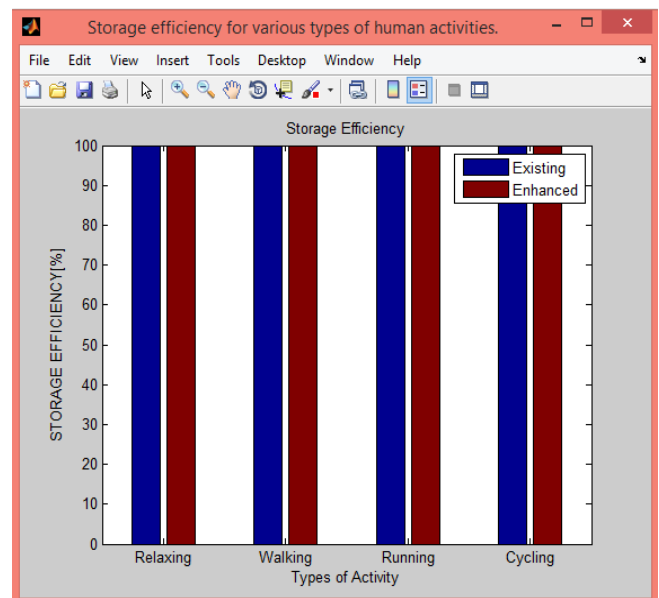 Storage efficiency for various types of human activities.
File Edit View Insert Tools Desktop Window Help
Storage Efficiency
Existing
Enhanced
STORAGE EFFICIENCY[%]
100
90
80
70
60
50
40
30
20
10
0
Relaxing Walking Running Cycling
Types of Activity